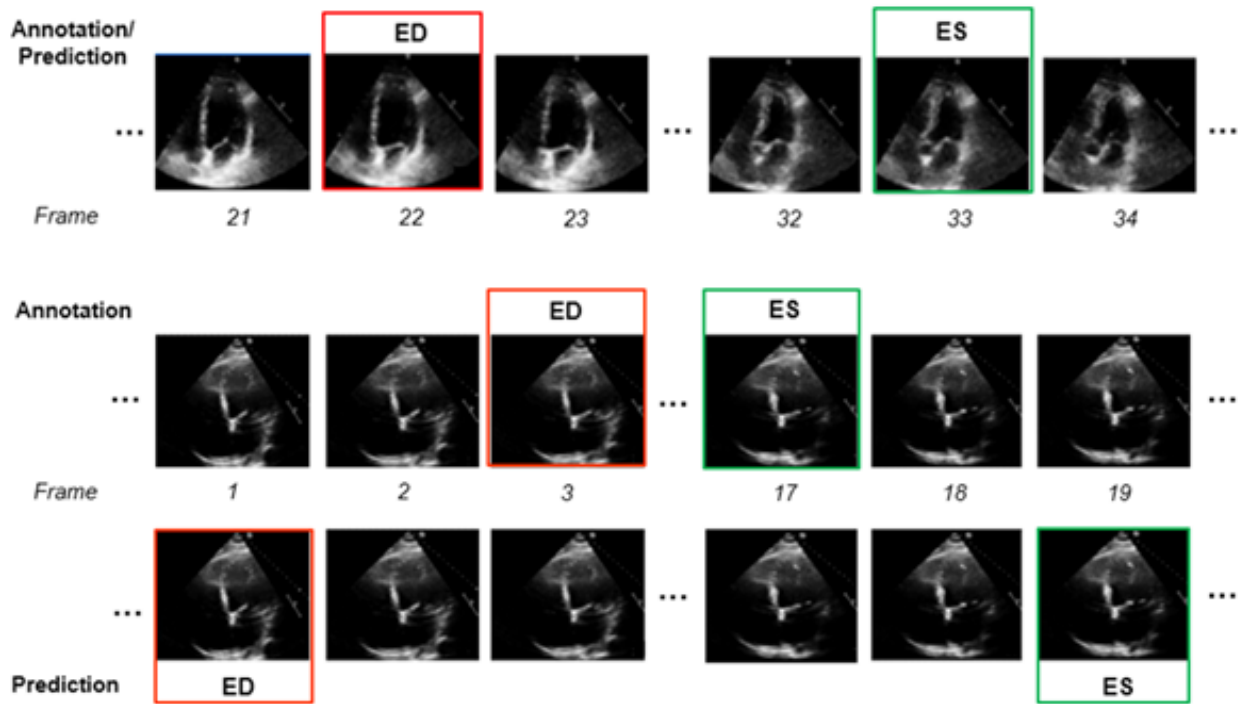 Annotation/
Prediction
ED
ES
... ... ...
Frame 21 22 23 32 33 34
Annotation
ED
ES
... ... ...
Frame 1 2 3 17 18 19
... ... ...
Prediction
ED
ES